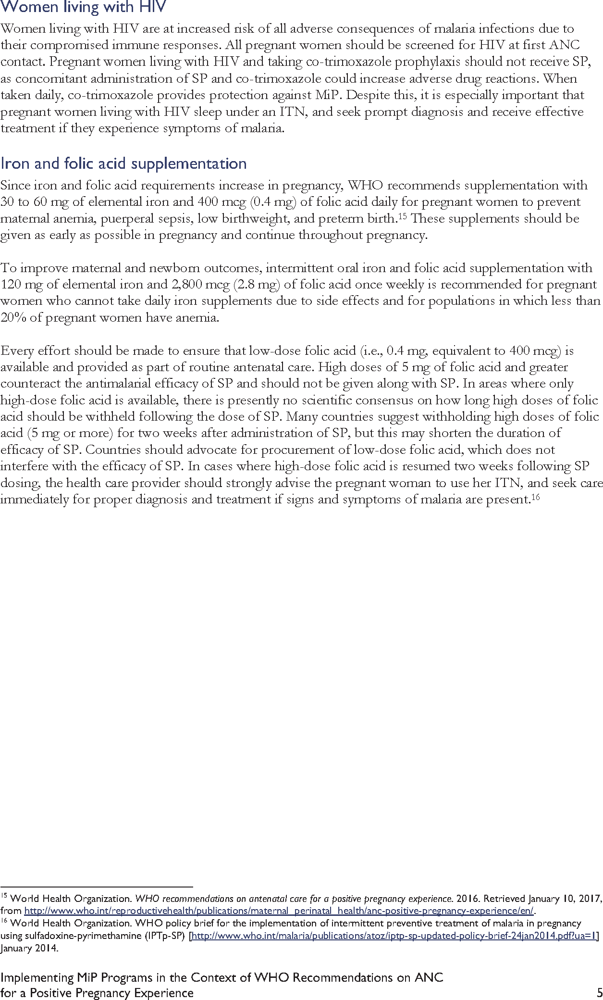 Women living with HIV
Women living with HIV are at increased risk of all adverse consequences of malaria infections due to
their compromised immune responses. All pregnant women should be screened for HIV at first ANC
contact. Pregnant women living with HIV and taking co-trimoxazole prophylaxis should not receive SP,
as concomitant administration of SP and co-trimoxazole could increase adverse drug reactions. When
taken daily, co-trimoxazole provides protection against MiP. Despite this, it is especially important that
pregnant women living with HIV sleep under an ITN, and seek prompt diagnosis and receive effective
treatment if they experience symptoms of malaria.
Iron and folic acid supplementation
Since iron and folic acid requirements increase in pregnancy, WHO recommends supplementation with
30 to 60 mg of elemental iron and 400 mcg (0.4 mg) of folic acid daily for pregnant women to prevent
maternal anemia, puerperal sepsis, low birthweight, and preterm birth.15 These supplements should be
given as early as possible in pregnancy and continue throughout pregnancy.
To improve maternal and newborn outcomes, intermittent oral iron and folic acid supplementation with
120 mg of elemental iron and 2,800 mcg (2.8 mg) of folic acid once weekly is recommended for pregnant
women who cannot take daily iron supplements due to side effects and for populations in which less than
20% of pregnant women have anemia.
Every effort should be made to ensure that low-dose folic acid (i.e., 0.4 mg, equivalent to 400 mcg) is
available and provided as part of routine antenatal care. High doses of 5 mg of folic acid and greater
counteract the antimalarial efficacy of SP and should not be given along with SP. In areas where only
high-dose folic acid is available, there is presently no scientific consensus on how long high doses of folic
acid should be withheld following the dose of SP. Many countries suggest withholding high doses of folic
acid (5 mg or more) for two weeks after administration of SP, but this may shorten the duration of
efficacy of SP. Countries should advocate for procurement of low-dose folic acid, which does not
interfere with the efficacy of SP. In cases where high-dose folic acid is resumed two weeks following SP
dosing, the health care provider should strongly advise the pregnant woman to use her ITN, and seek care
immediately for proper diagnosis and treatment if signs and symptoms of malaria are present.16
15 World Health Organization. WHO recommendations on antenatal care for a positive pregnancy experience. 2016. Retrieved January 10, 2017,
from http://www.who.int/reproductivehealth/publications/maternal_perinatal_health/anc-positive-pregnancy-experience/en/.
16 World Health Organization. WHO policy brief for the implementation of intermittent preventive treatment of malaria in pregnancy
using sulfadoxine-pyrimethamine (IPTp-SP) [http://www.who.int/malaria/publications/atoz/iptp-sp-updated-policy-brief-24jan2014.pdf?ua=1]
January 2014.
Implementing MiP Programs in the Context of WHO Recommendations on ANC
for a Positive Pregnancy Experience 5